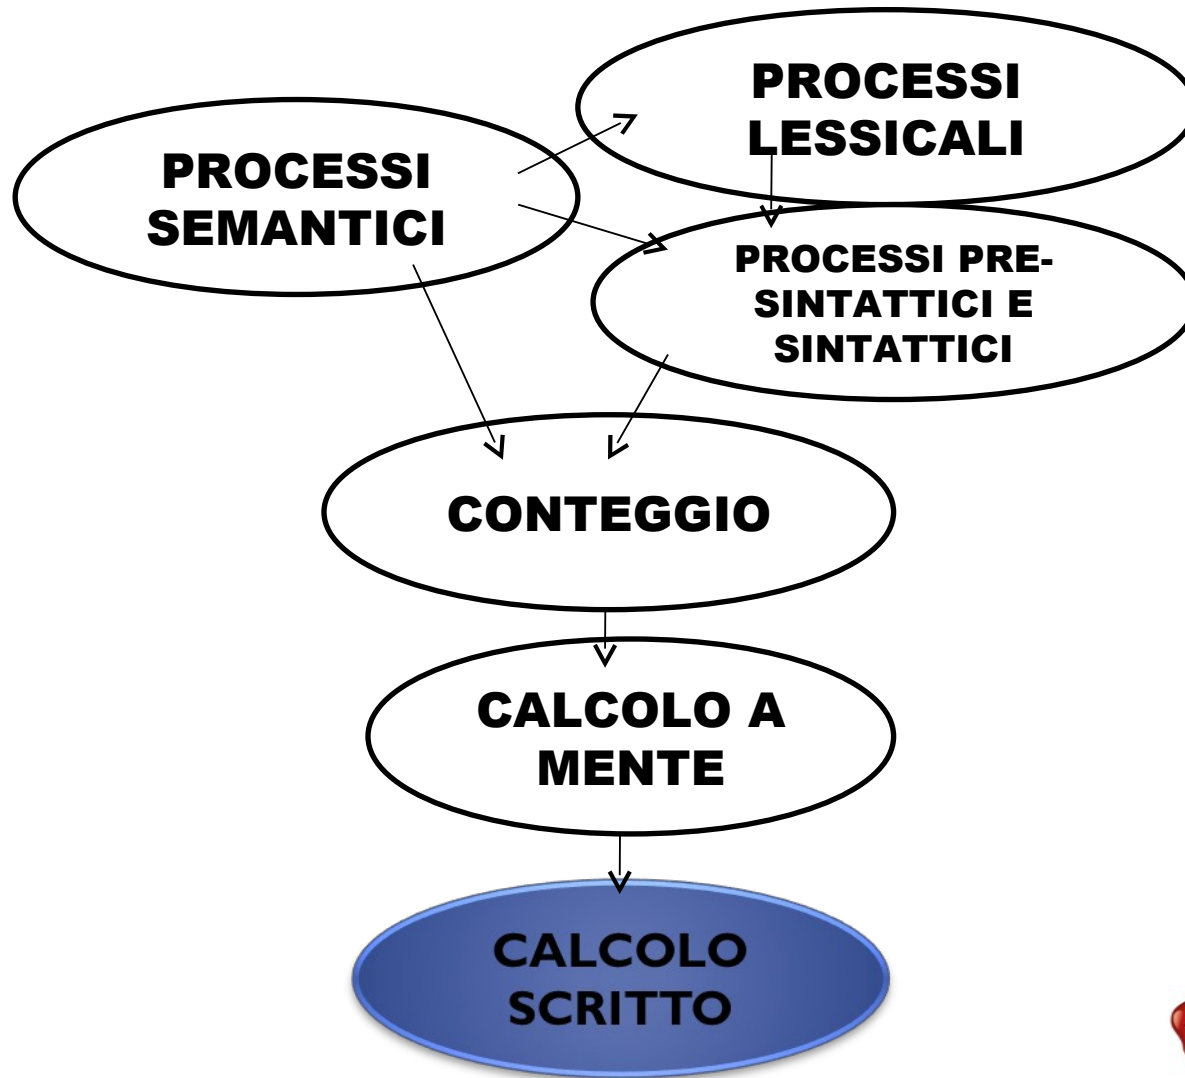 PROCESSI
LESSICALI
PROCESSI
SEMANTICI
PROCESSI PRE-
SINTATTICI E
SINTATTICI
CONTEGGIO
CALCOLO A
MENTE
CALCOLO
SCRITTO